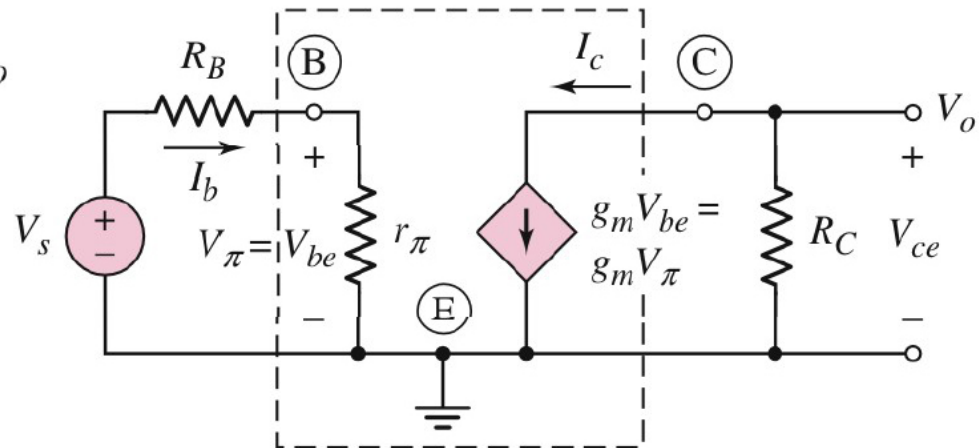 o
R_B
B
I_c
C
V_o
+
I_b
+
V_s
+
−
V_π = V_be
r_π
g_m V_be =
g_m V_π
R_C
V_ce
−
E
−